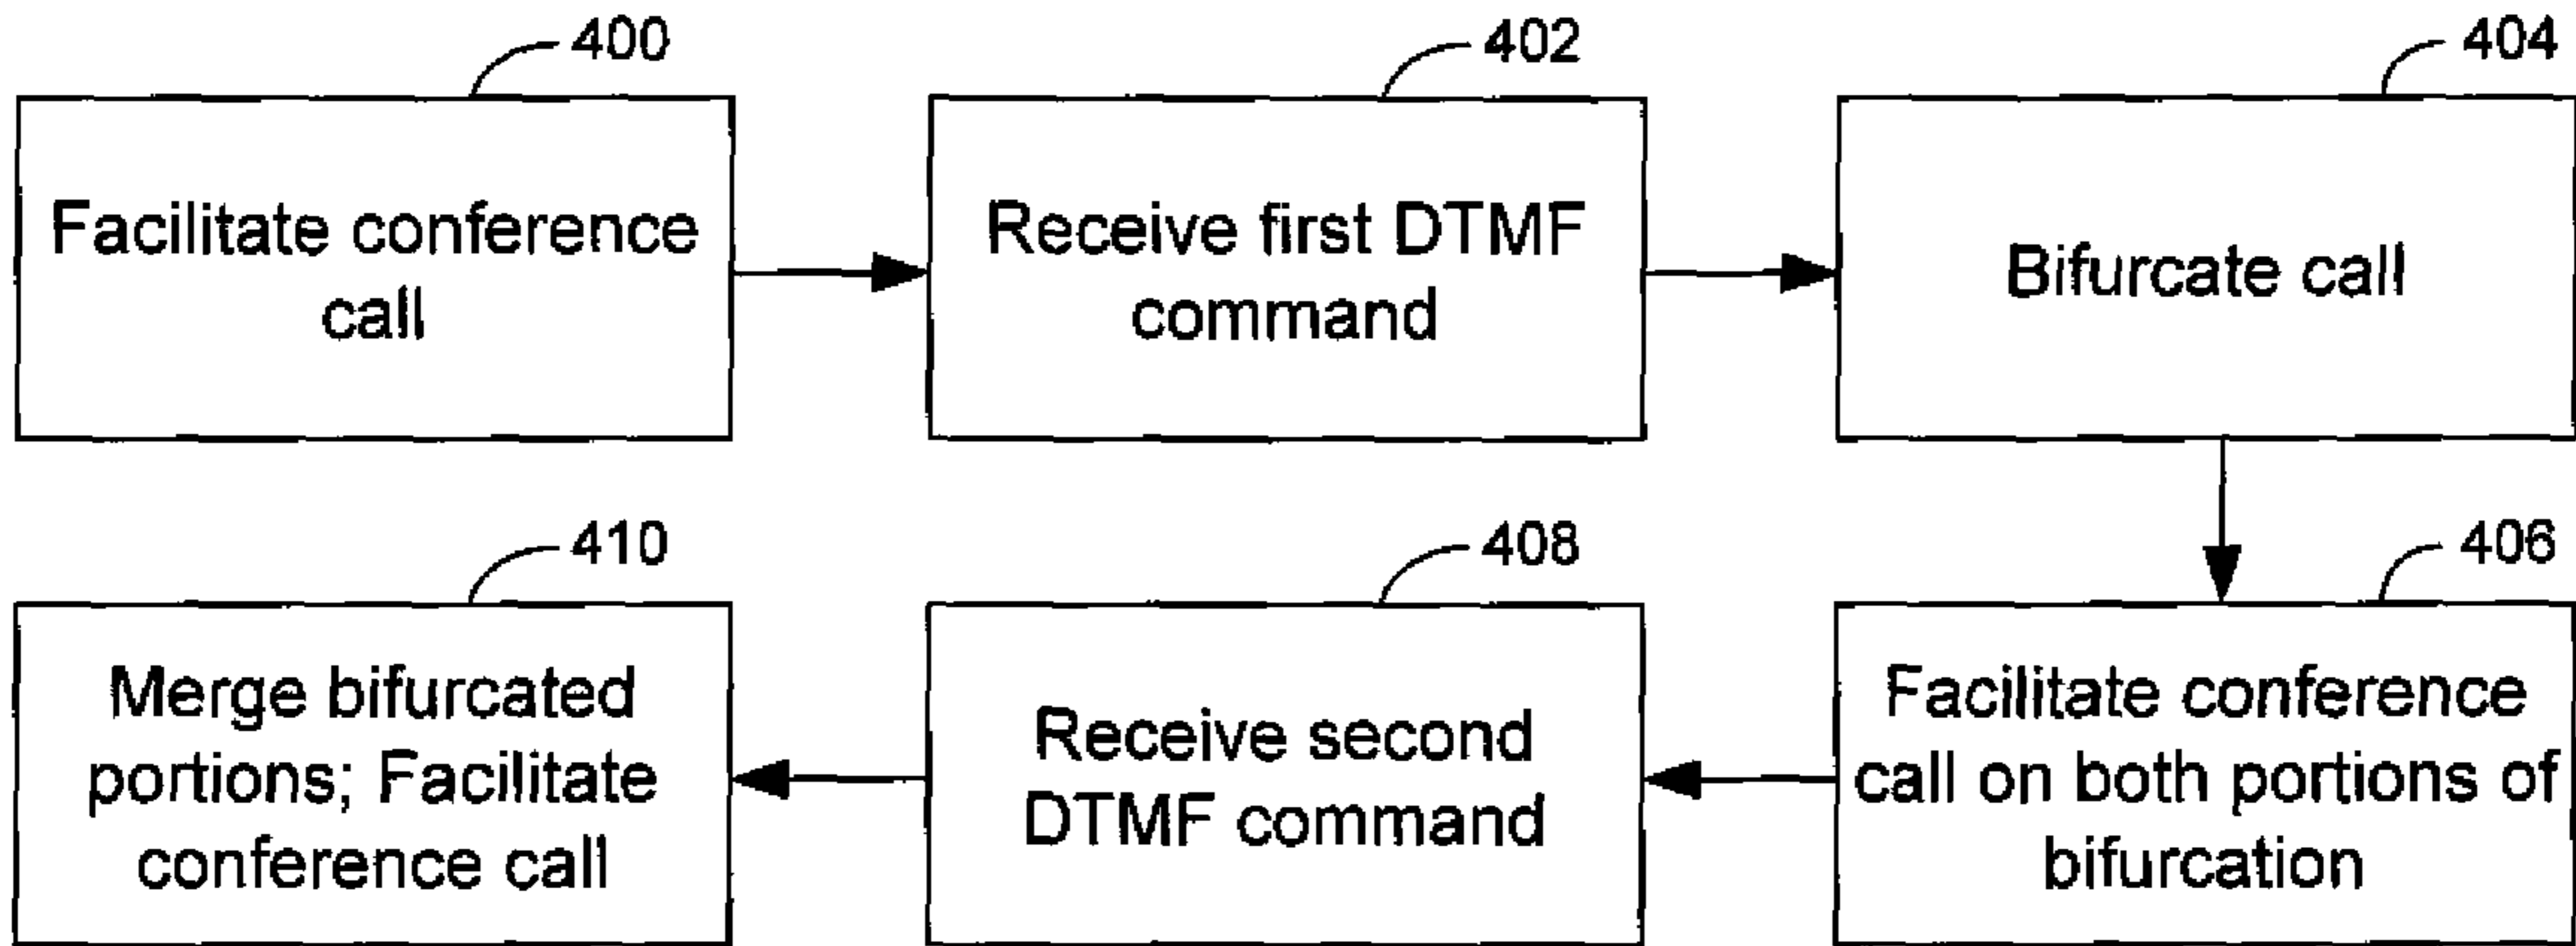 400
Facilitate conference
call
402
Receive first DTMF
command
404
Bifurcate call
406
Facilitate conference
call on both portions of
bifurcation
408
Receive second
DTMF command
410
Merge bifurcated
portions; Facilitate
conference call